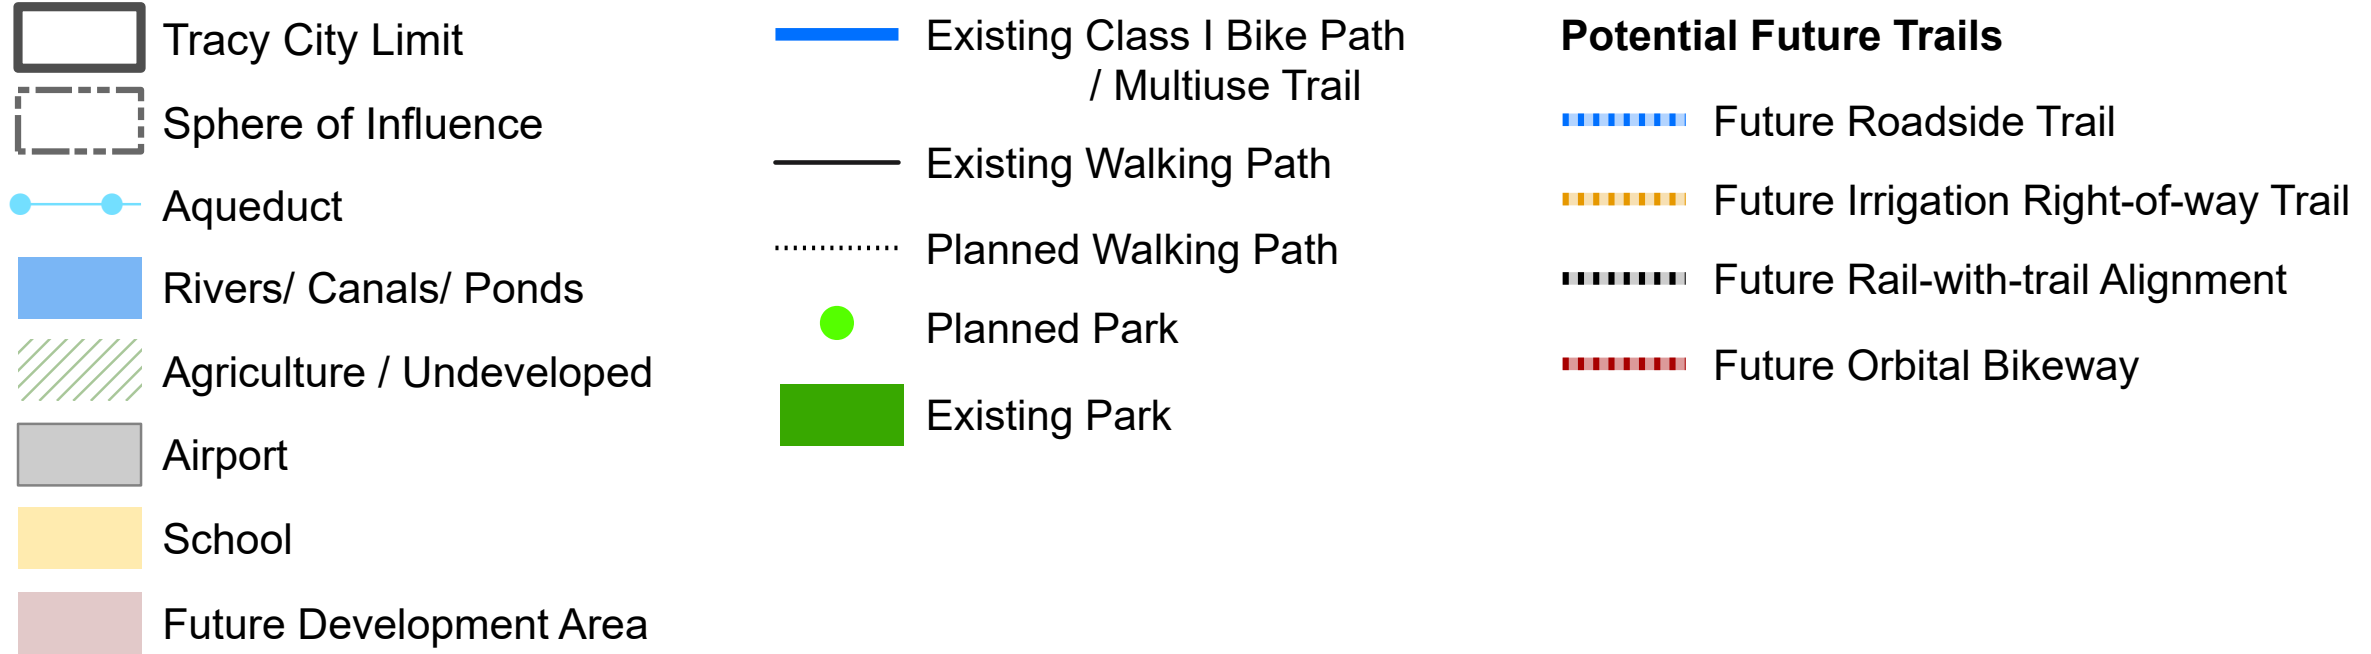 Tracy City Limit
Sphere of Influence
Aqueduct
Rivers/ Canals/ Ponds
Agriculture / Undeveloped
Airport
School
Future Development Area
Existing Class I Bike Path
/ Multiuse Trail
Existing Walking Path
Planned Walking Path
Planned Park
Existing Park
Potential Future Trails
Future Roadside Trail
Future Irrigation Right-of-way Trail
Future Rail-with-trail Alignment
Future Orbital Bikeway